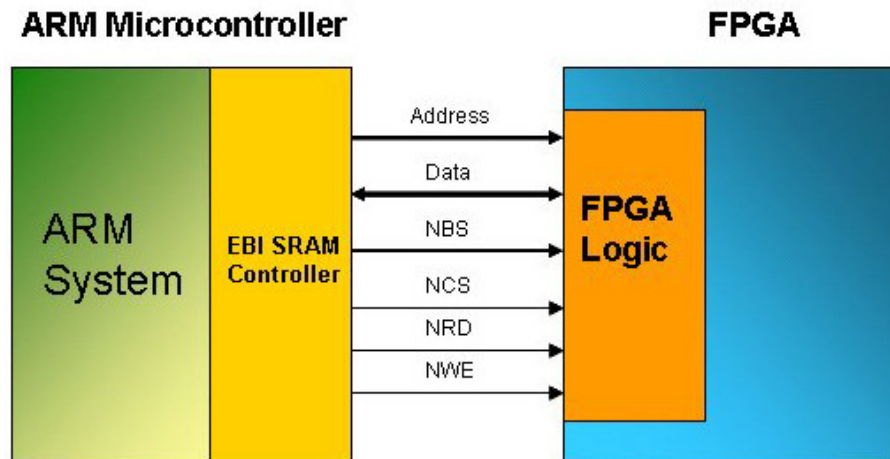 ARM Microcontroller
FPGA
Address
Data
NBS
NCS
NRD
NWE
ARM
System
EBI SRAM
Controller
FPGA
Logic